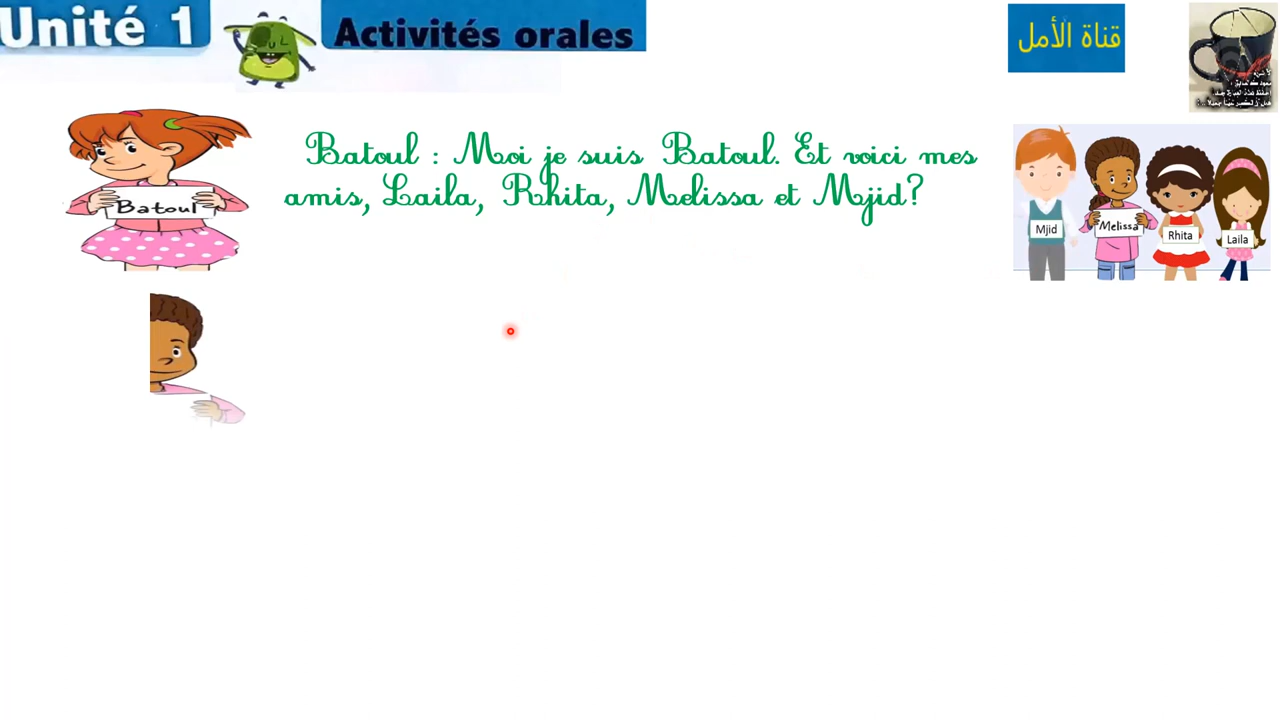 Unité 1
Activités orales
قناة الأمل
Batoul : Moi je suis Batoul. Et voici mes
amis, Laila, Rhita, Melissa et Mjid?
Batoul
Mjid
Melissa
Rhita
Laila